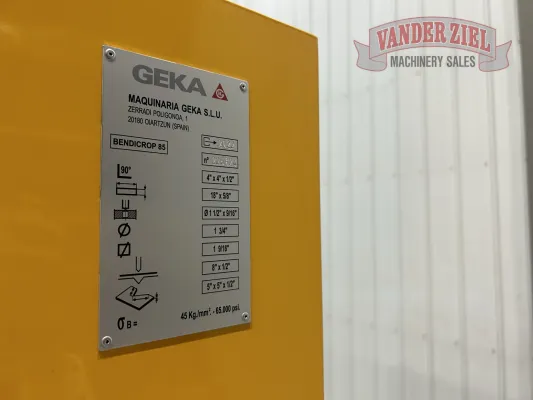 VANDER ZIEL
MACHINERY SALES
GEKA
MAQUINARIA GEKA S.L.U.
ZERRADI POLIGONOA, 1
20180 OIARTZUN (SPAIN)
BENDICROP 85
nº
90°
4" x 4" x 1/2"
18" x 5/8"
Ø 1 1/2" x 9/16"
1 3/4"
1 9/16"
8" x 1/2"
5" x 5" x 1/2"
σB = 45 Kg./mm². - 65.000 psi.